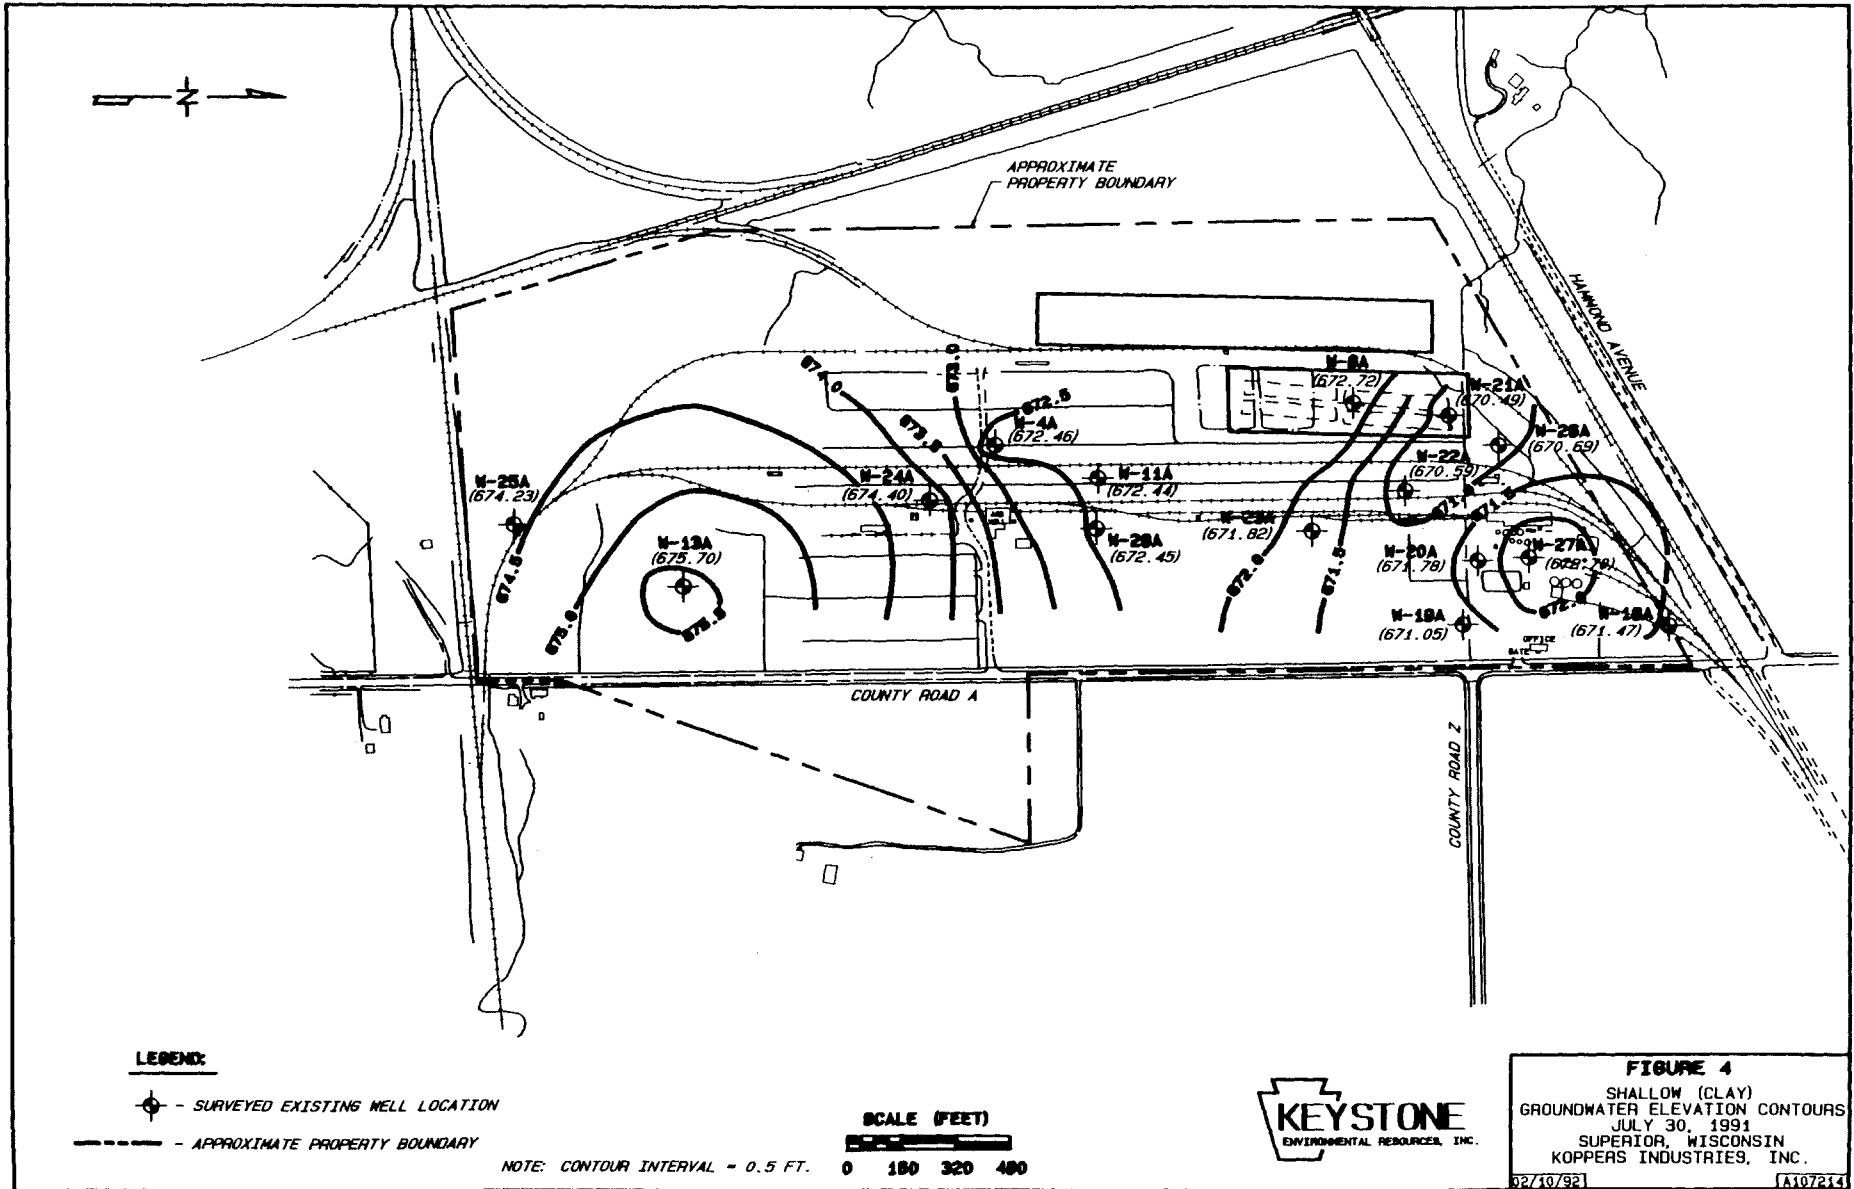 N
APPROXIMATE
PROPERTY BOUNDARY
HAMMOND AVENUE
674.0
673.0
673.5
672.5
W-4A
(672.46)
(672.72)
W-21A
(670.49)
W-26A
(670.69)
W-22A
(670.59)
W-25A
(674.23)
W-24A
(674.40)
W-11A
(672.44)
W-28A
(672.45)
W-23A
(671.82)
W-13A
(675.70)
W-20A
(671.78)
W-27A
674.5
675.0
675.5
672.0
671.5
671.5
W-19A
(671.05)
(671.47)
OFFICE
GATE
COUNTY ROAD A
COUNTY ROAD Z
LEGEND:
- SURVEYED EXISTING WELL LOCATION
- APPROXIMATE PROPERTY BOUNDARY
NOTE: CONTOUR INTERVAL = 0.5 FT.
SCALE (FEET)
0 160 320 480
KEYSTONE
ENVIRONMENTAL RESOURCES, INC.
FIGURE 4
SHALLOW (CLAY)
GROUNDWATER ELEVATION CONTOURS
JULY 30, 1991
SUPERIOR, WISCONSIN
KOPPERS INDUSTRIES, INC.
02/10/92
A107214